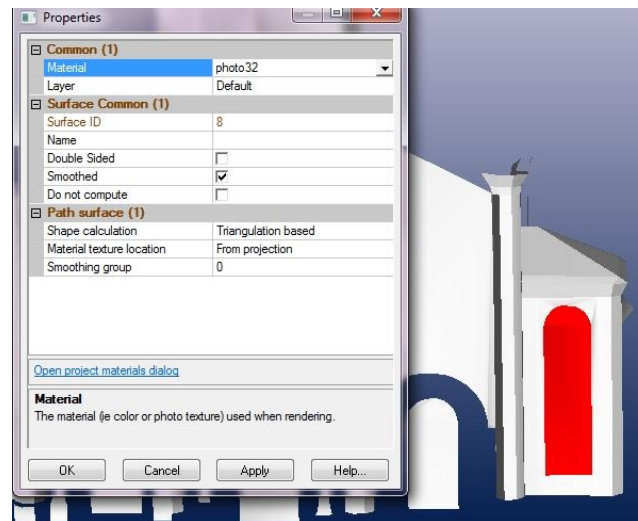 Properties
Common (1)
Material photo32
Layer Default
Surface Common (1)
Surface ID 8
Name
Double Sided
Smoothed
Do not compute
Path surface (1)
Shape calculation Triangulation based
Material texture location From projection
Smoothing group 0
Open project materials dialog
Material
The material (ie color or photo texture) used when rendering.
OK Cancel Apply Help...